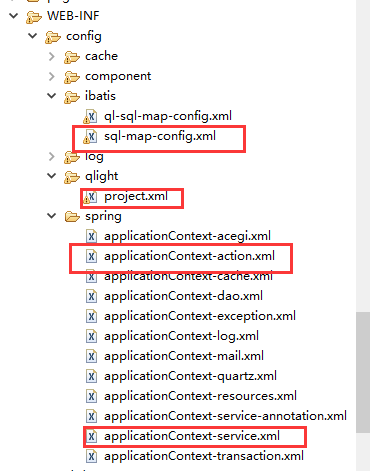 WEB-INF
config
cache
component
ibatis
ql-sql-map-config.xml
sql-map-config.xml
log
qlight
project.xml
spring
applicationContext-acegi.xml
applicationContext-action.xml
applicationContext-cache.xml
applicationContext-dao.xml
applicationContext-exception.xml
applicationContext-log.xml
applicationContext-mail.xml
applicationContext-quartz.xml
applicationContext-resources.xml
applicationContext-service-annotation.xml
applicationContext-service.xml
applicationContext-transaction.xml